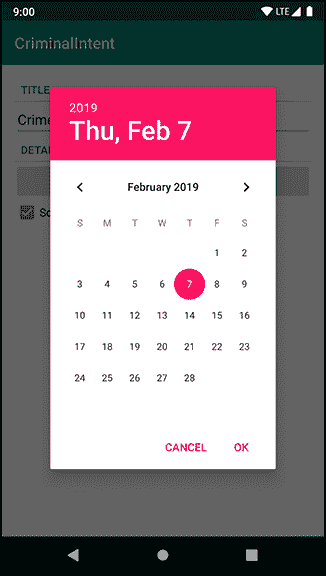 9:00 LTE
CriminalIntent
TITLE
2019
Thu, Feb 7
Crime
DETA
So
February 2019
S M T W T F S
1 2
3 4 5 6 7 8 9
10 11 12 13 14 15 16
17 18 19 20 21 22 23
24 25 26 27 28
CANCEL OK